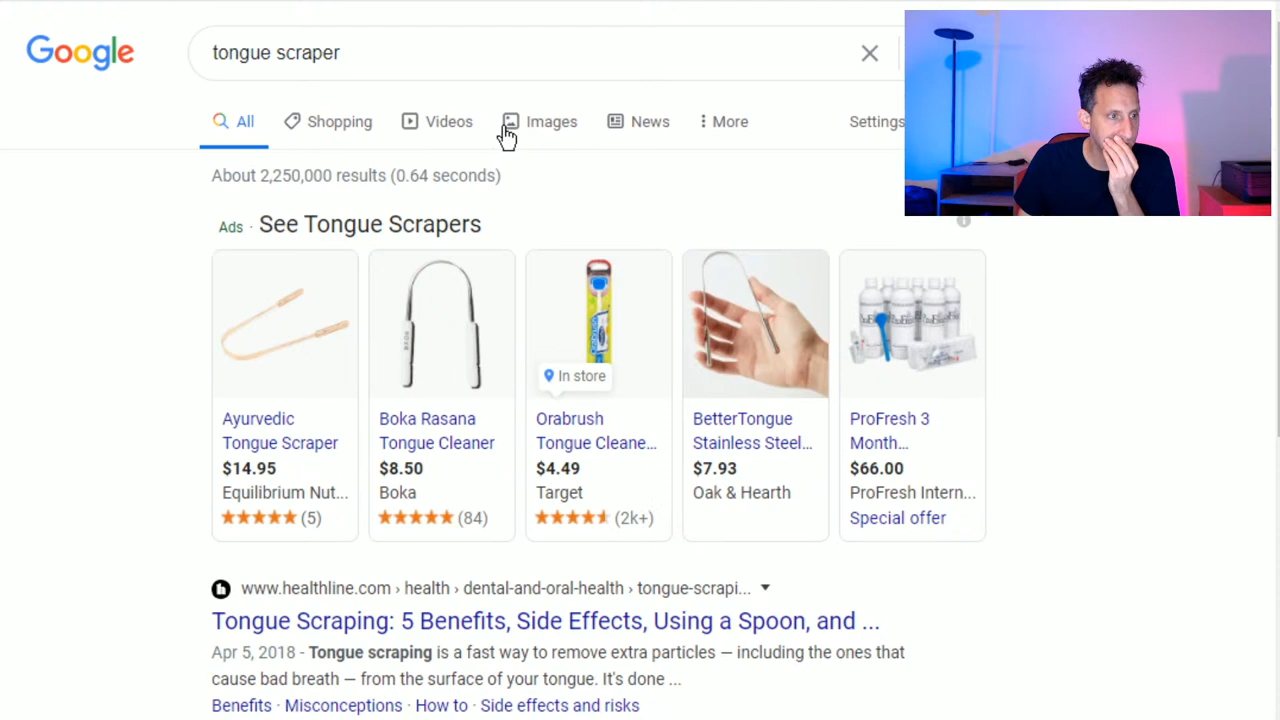 Google
tongue scraper
All
Shopping
Videos
Images
News
More
Settings
About 2,250,000 results (0.64 seconds)
Ads · See Tongue Scrapers
In store
Ayurvedic
Tongue Scraper
$14.95
Equilibrium Nut...
(5)
BOKA
Boka Rasana
Tongue Cleaner
$8.50
Boka
(84)
Orabrush
Tongue Cleane...
$4.49
Target
(2k+)
BetterTongue
Stainless Steel...
$7.93
Oak & Hearth
ProFresh 3
Month...
$66.00
ProFresh Intern...
Special offer
www.healthline.com › health › dental-and-oral-health › tongue-scrapi...
Tongue Scraping: 5 Benefits, Side Effects, Using a Spoon, and ...
Apr 5, 2018 - Tongue scraping is a fast way to remove extra particles — including the ones that
cause bad breath — from the surface of your tongue. It's done ...
Benefits · Misconceptions · How to · Side effects and risks